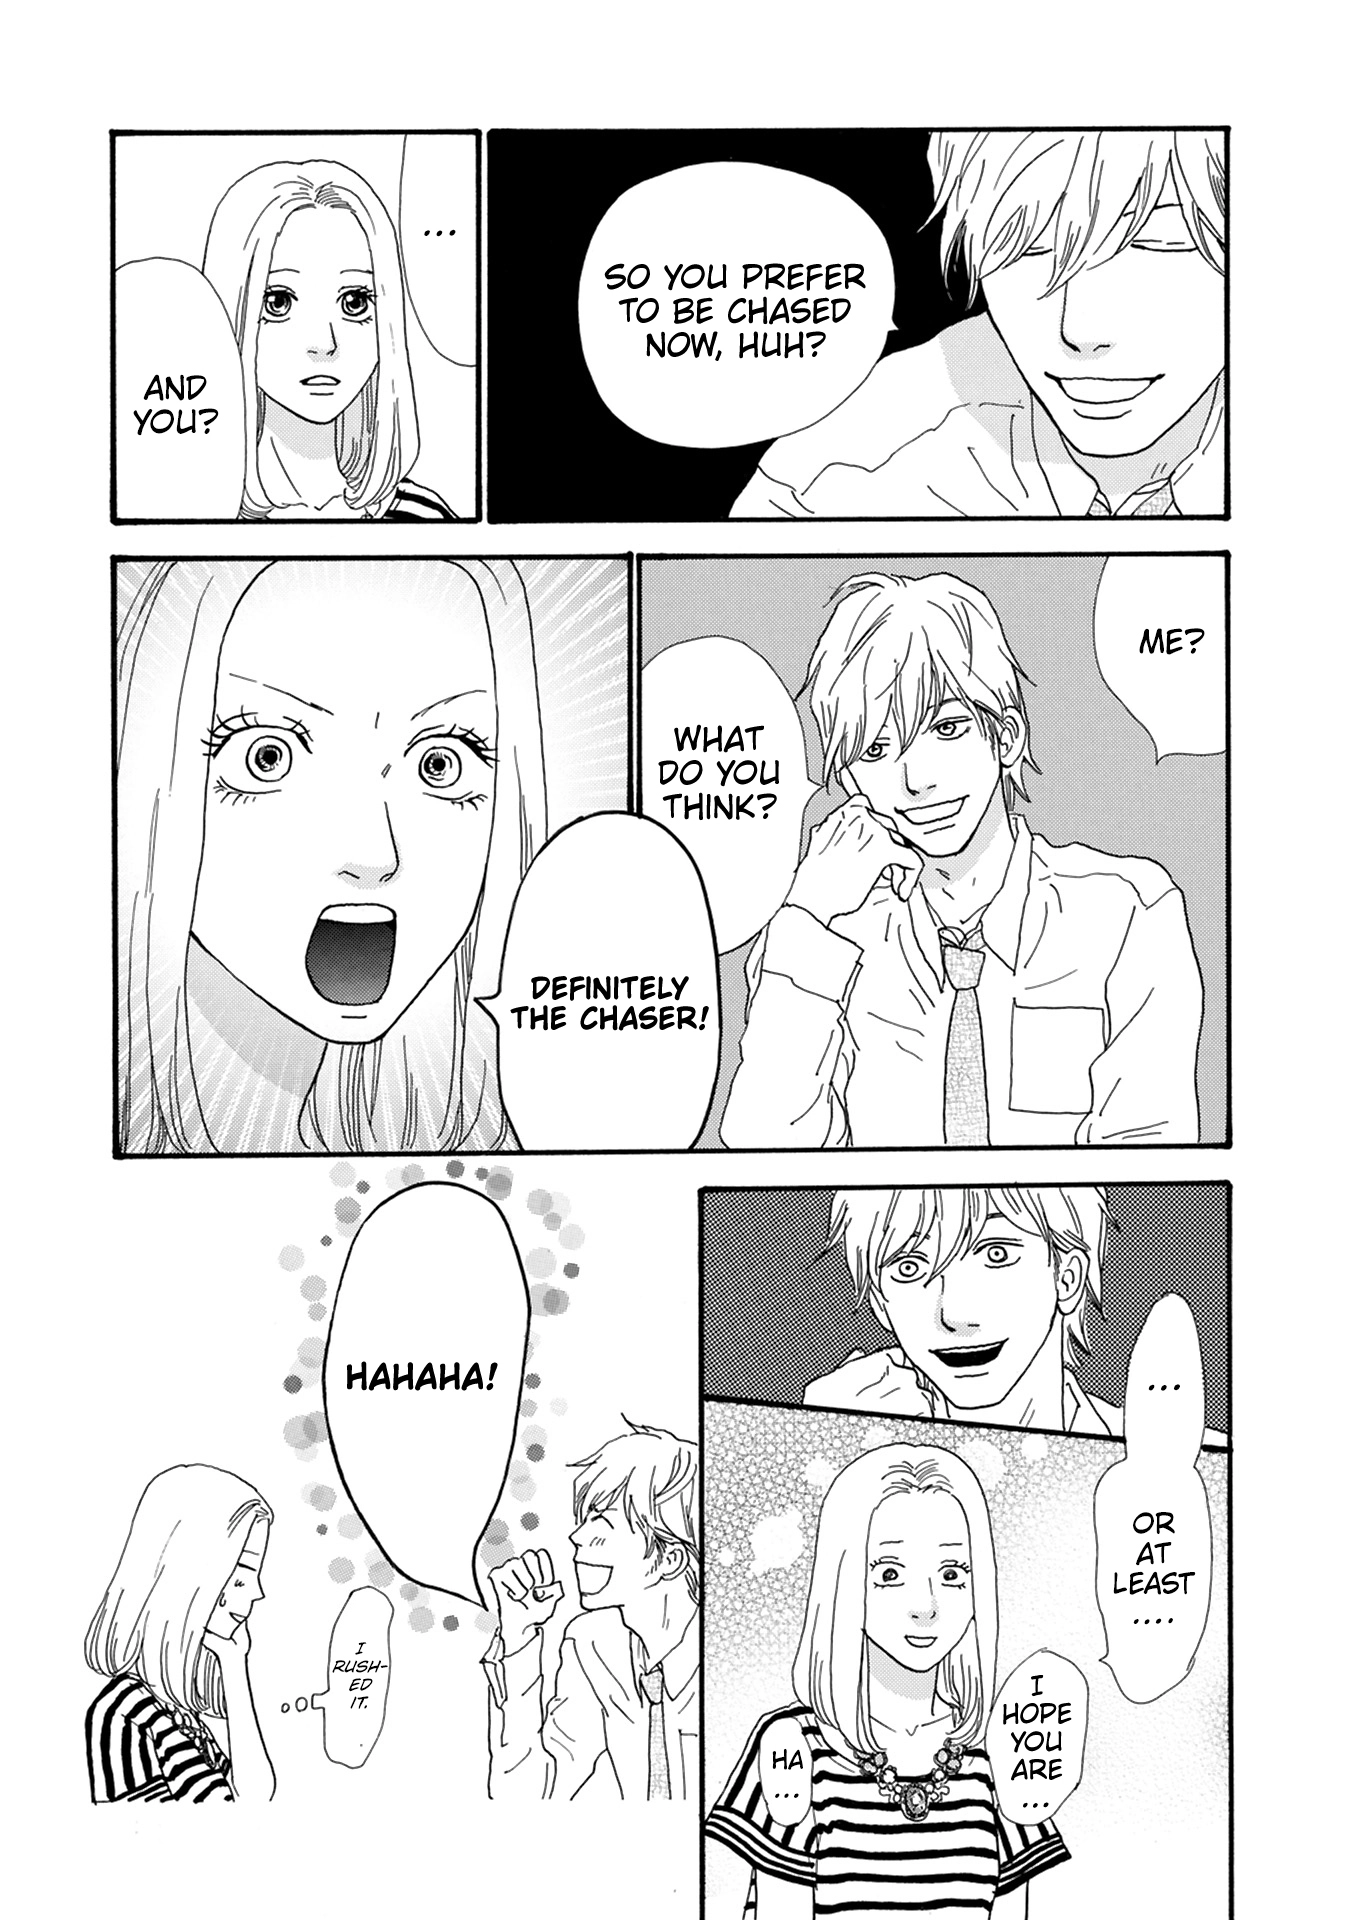 SO YOU PREFER
TO BE CHASED
NOW, HUH?
...
AND
YOU?
ME?
WHAT
DO YOU
THINK?
DEFINITELY
THE CHASER!
...
OR
AT
LEAST
....
I
HOPE
YOU
ARE
...
HA
...
HAHAHA!
I
RUSH-
ED
IT.